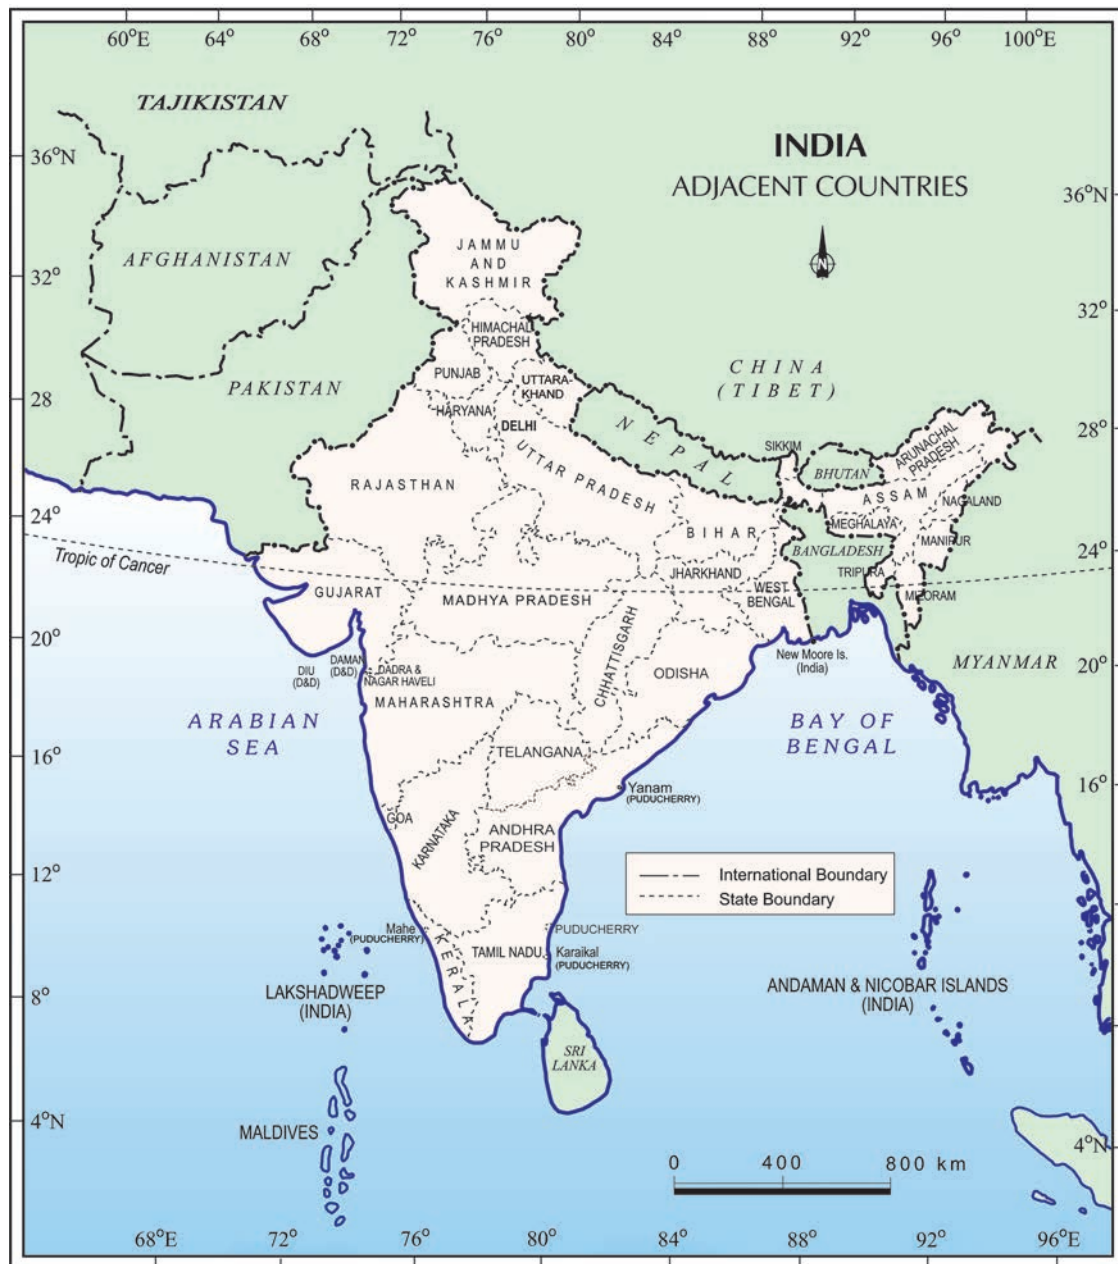 60°E 64° 68° 72° 76° 80° 84° 88° 92° 96° 100°E
TAJIKISTAN
INDIA
ADJACENT COUNTRIES
36°N
36°N
N
AFGHANISTAN
JAMMU
AND
KASHMIR
32°
32°
HIMACHAL
PRADESH
PUNJAB
UTTARA-
KHAND
CHINA
(TIBET)
PAKISTAN
28°
HARYANA
DELHI
NEPAL
28°
SIKKIM
BHUTAN
ARUNACHAL
PRADESH
UTTAR PRADESH
RAJASTHAN
ASSAM
NAGALAND
24°
BIHAR
MEGHALAYA
MANIPUR
24°
BANGLADESH
Tropic of Cancer
JHARKHAND
TRIPURA
GUJARAT
MADHYA PRADESH
WEST
BENGAL
MIZORAM
20°
CHHATTISGARH
New Moore Is.
(India)
20°
DIU
(D&D)
DAMAN
(D&D)
DADRA &
NAGAR HAVELI
ODISHA
MYANMAR
MAHARASHTRA
ARABIAN
SEA
BAY OF
BENGAL
16°
TELANGANA
16°
Yanam
(PUDUCHERRY)
GOA
KARNATAKA
ANDHRA
PRADESH
12°
International Boundary
State Boundary
Mahe
(PUDUCHERRY)
KERALA
PUDUCHERRY
TAMIL NADU
Karaikal
(PUDUCHERRY)
8°
LAKSHADWEEP
(INDIA)
ANDAMAN & NICOBAR ISLANDS
(INDIA)
SRI
LANKA
4°N
MALDIVES
4°N
0 400 800 km
68°E 72° 76° 80° 84° 88° 92° 96°E